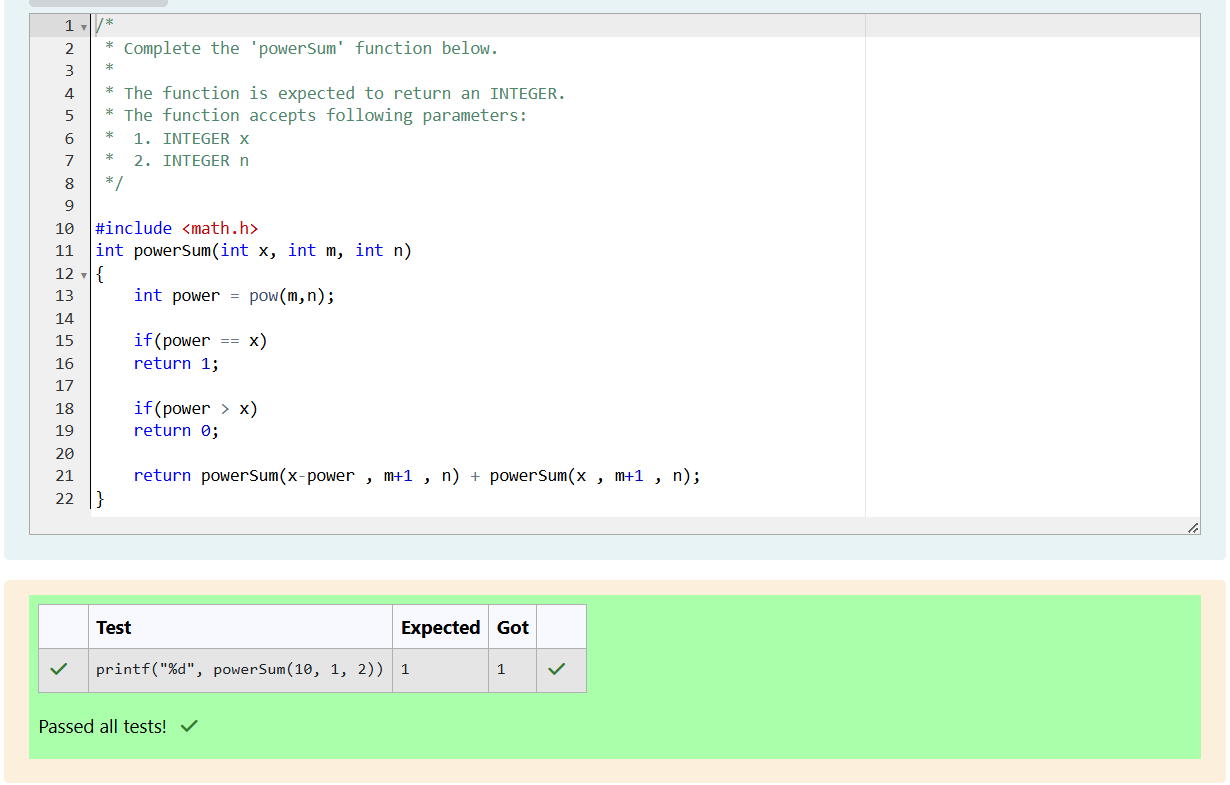 1 /*
2 * Complete the 'powerSum' function below.
3 *
4 * The function is expected to return an INTEGER.
5 * The function accepts following parameters:
6 *  1. INTEGER x
7 *  2. INTEGER n
8 */
9
10 #include <math.h>
11 int powerSum(int x, int m, int n)
12 {
13     int power = pow(m,n);
14
15     if(power == x)
16     return 1;
17
18     if(power > x)
19     return 0;
20
21     return powerSum(x-power , m+1 , n) + powerSum(x , m+1 , n);
22 }
Test Expected Got
printf("%d", powerSum(10, 1, 2)) 1 1
Passed all tests!